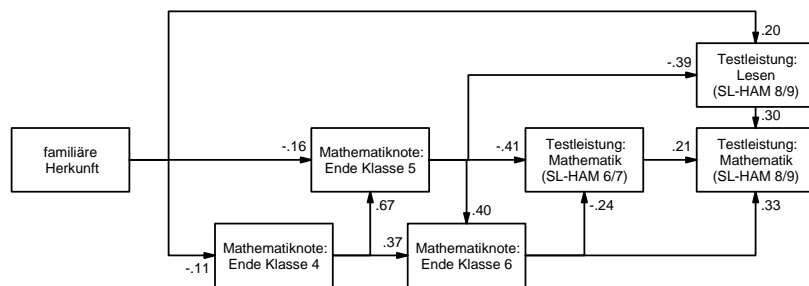 .20
Testleistung:
Lesen
(SL-HAM 8/9)
-.39
.30
familiäre
Herkunft
-.16
Mathematiknote:
Ende Klasse 5
-.41
Testleistung:
Mathematik
(SL-HAM 6/7)
.21
Testleistung:
Mathematik
(SL-HAM 8/9)
.67
.40
-.24
.33
-.11
Mathematiknote:
Ende Klasse 4
.37
Mathematiknote:
Ende Klasse 6